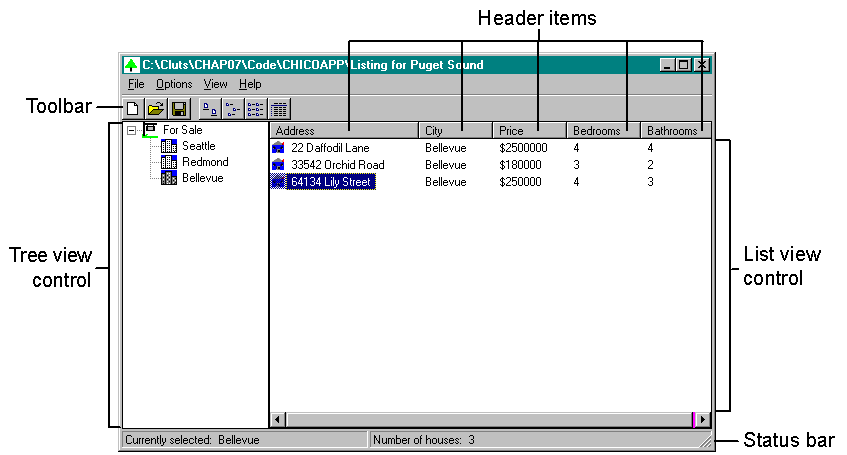 Header items
C:\Cluts\CHAP07\Code\CHICOAPP\Listing for Puget Sound
File Options View Help
Toolbar
For Sale
Seattle
Redmond
Bellevue
Address City Price Bedrooms Bathrooms
22 Daffodil Lane Bellevue $2500000 4 4
33542 Orchid Road Bellevue $180000 3 2
64134 Lily Street Bellevue $250000 4 3
Tree view
control
List view
control
Currently selected: Bellevue Number of houses: 3
Status bar